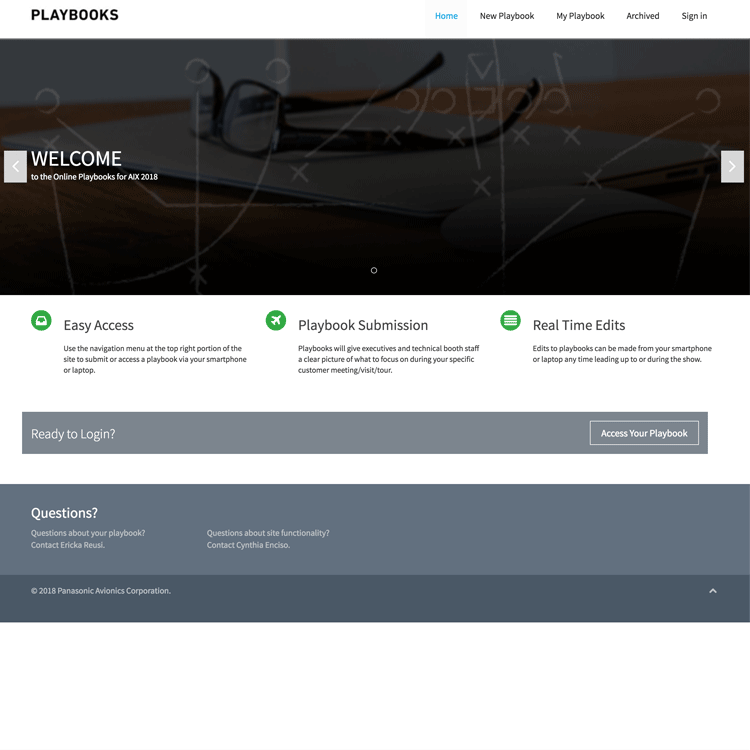 PLAYBOOKS
Home New Playbook My Playbook Archived Sign in
WELCOME
to the Online Playbooks for AIX 2018
Easy Access
Use the navigation menu at the top right portion of the
site to submit or access a playbook via your smartphone
or laptop.
Playbook Submission
Playbooks will give executives and technical booth staff
a clear picture of what to focus on during your specific
customer meeting/visit/tour.
Real Time Edits
Edits to playbooks can be made from your smartphone
or laptop any time leading up to or during the show.
Ready to Login?
Access Your Playbook
Questions?
Questions about your playbook?
Contact Ericka Reusi.
Questions about site functionality?
Contact Cynthia Enciso.
© 2018 Panasonic Avionics Corporation.